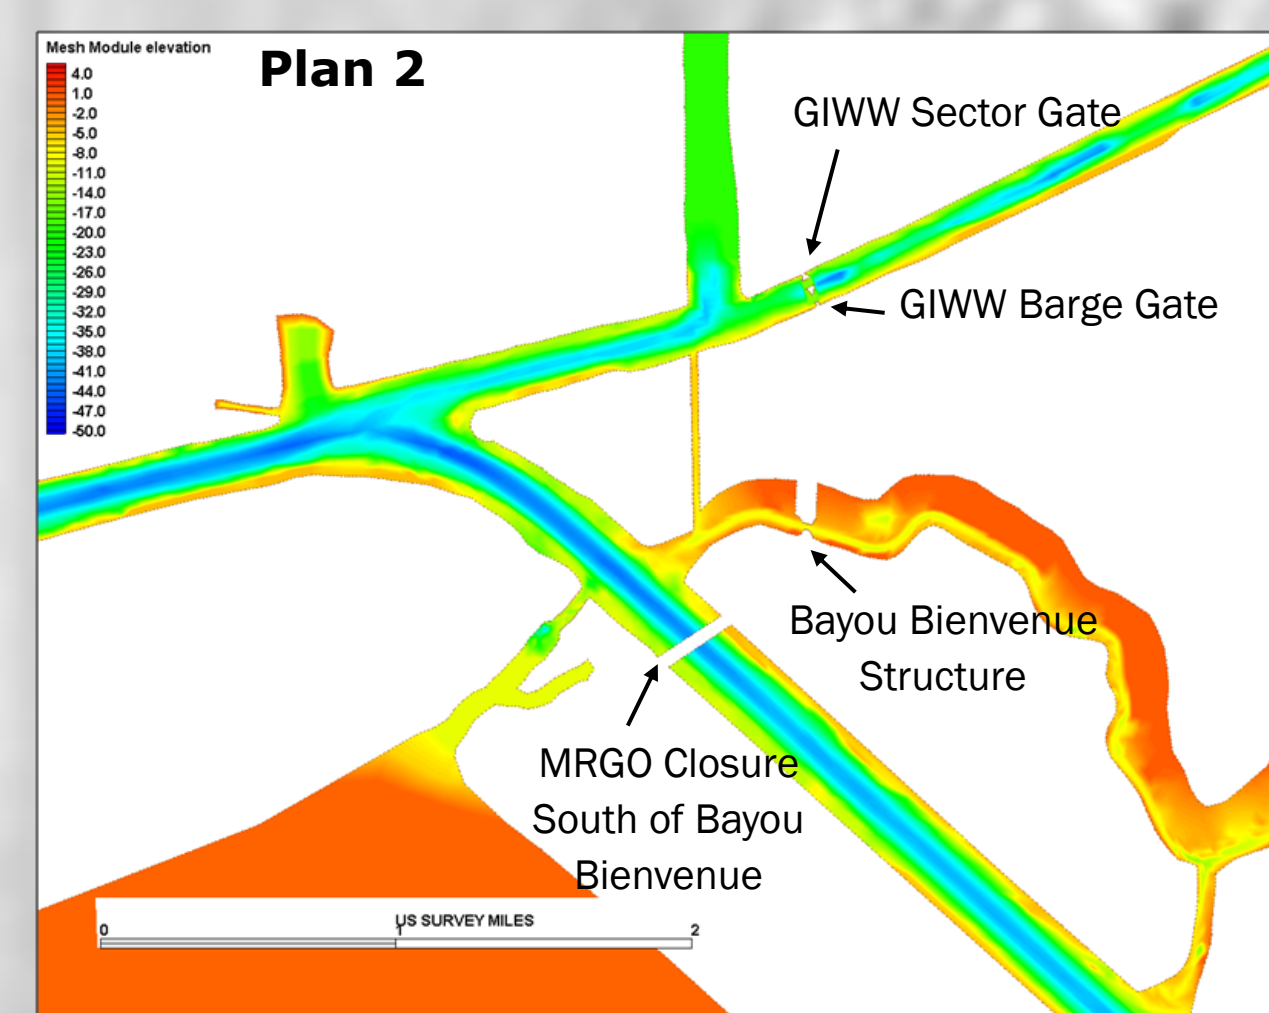 Mesh Module elevation
Plan 2
4.0
1.0
-2.0
-5.0
-8.0
-11.0
-14.0
-17.0
-20.0
-23.0
-26.0
-29.0
-32.0
-35.0
-38.0
-41.0
-44.0
-47.0
-50.0
GIWW Sector Gate
GIWW Barge Gate
Bayou Bienvenue
Structure
MRGO Closure
South of Bayou
Bienvenue
US SURVEY MILES
0 1 2